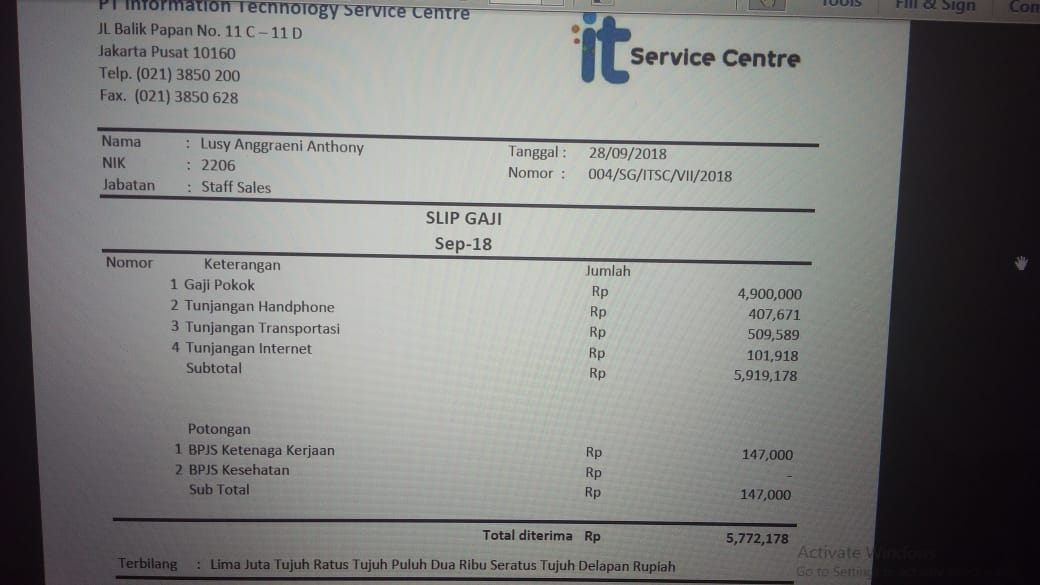 PT Information Technology Service Centre
JL Balik Papan No. 11 C – 11 D
Jakarta Pusat 10160
Telp. (021) 3850 200
Fax. (021) 3850 628
it Service Centre
Tools Fill & Sign
Nama : Lusy Anggraeni Anthony
NIK : 2206
Jabatan : Staff Sales
Tanggal : 28/09/2018
Nomor : 004/SG/ITSC/VII/2018
SLIP GAJI
Sep-18
Nomor Keterangan Jumlah
1 Gaji Pokok Rp 4,900,000
2 Tunjangan Handphone Rp 407,671
3 Tunjangan Transportasi Rp 509,589
4 Tunjangan Internet Rp 101,918
Subtotal Rp 5,919,178
Potongan
1 BPJS Ketenaga Kerjaan Rp 147,000
2 BPJS Kesehatan Rp -
Sub Total Rp 147,000
Total diterima Rp 5,772,178
Terbilang : Lima Juta Tujuh Ratus Tujuh Puluh Dua Ribu Seratus Tujuh Delapan Rupiah
Activate Windows
Go to